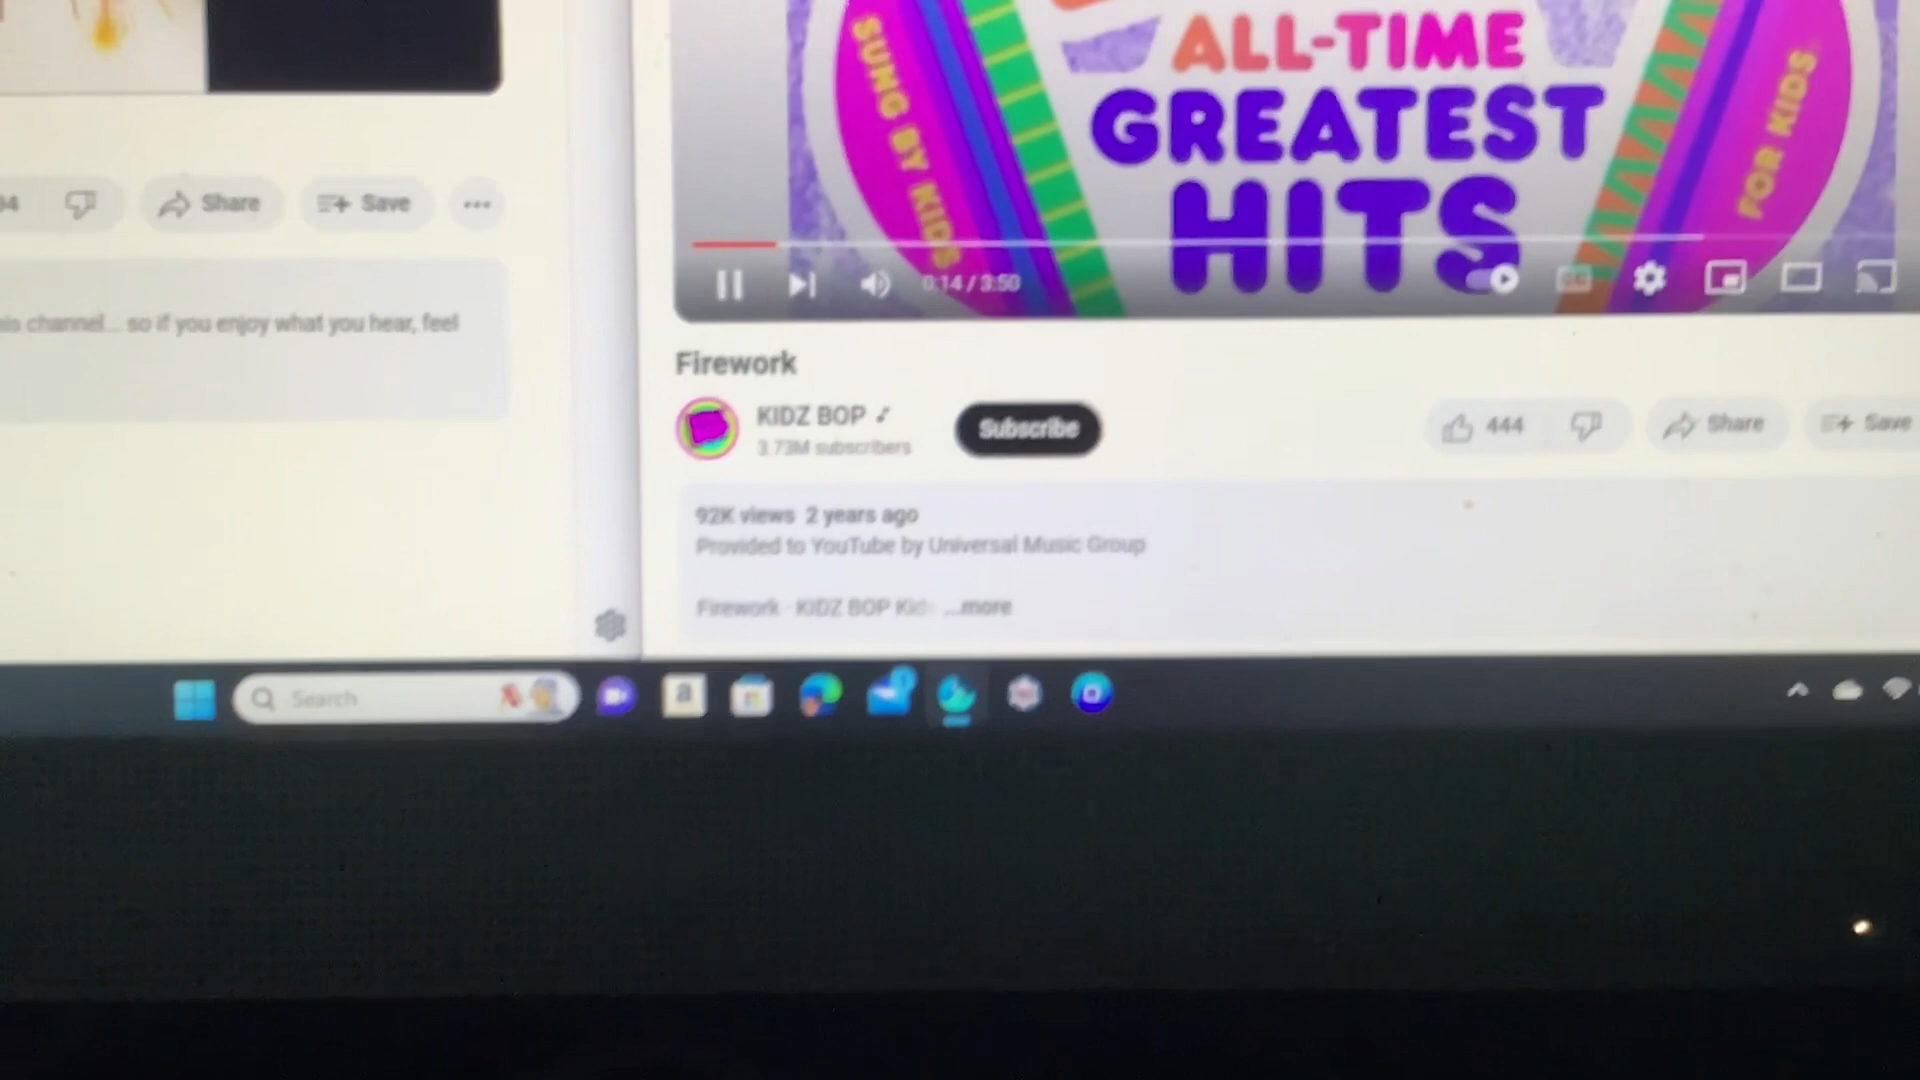 ALL-TIME
GREATEST
HITS
SUNG BY KIDS
FOR KIDS
94
Share
Save
his channel... so if you enjoy what you hear, feel
0:14 / 3:50
Firework
KIDZ BOP
3.73M subscribers
Subscribe
444
Share
Save
92K views 2 years ago
Provided to YouTube by Universal Music Group
Firework · KIDZ BOP Kids ...more
Search